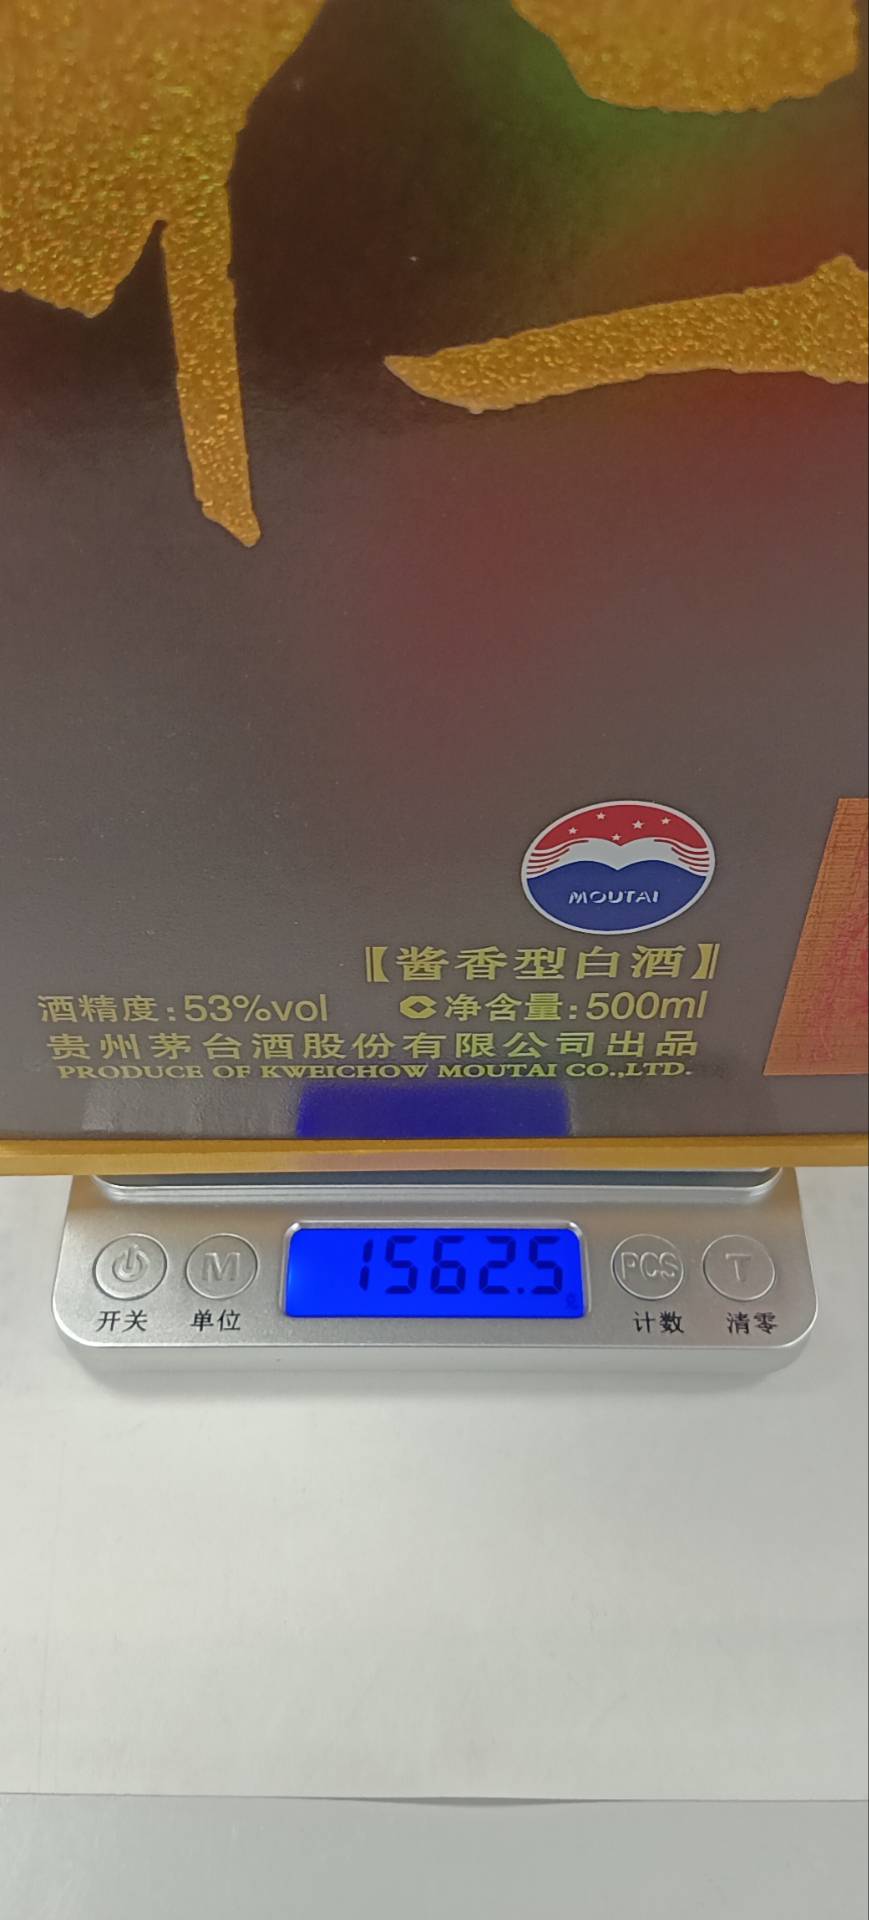 MOUTAI
【酱香型白酒】
酒精度:53%vol 净含量:500ml
贵州茅台酒股份有限公司出品
PRODUCE OF KWEICHOW MOUTAI CO.,LTD.
M 1562.5 PCS T
开关 单位 计数 清零